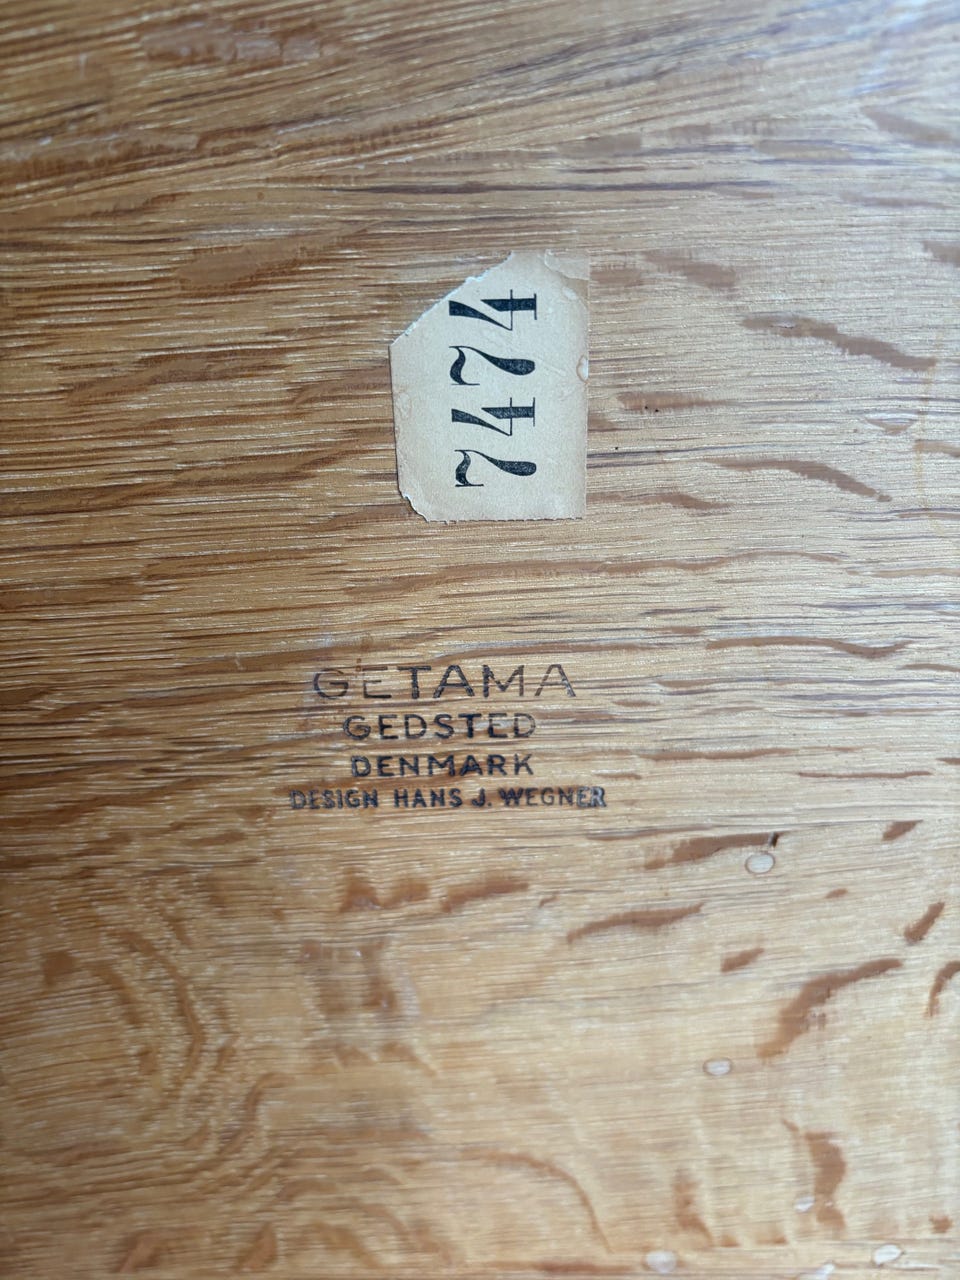 7474
GETAMA
GEDSTED
DENMARK
DESIGN HANS J. WEGNER